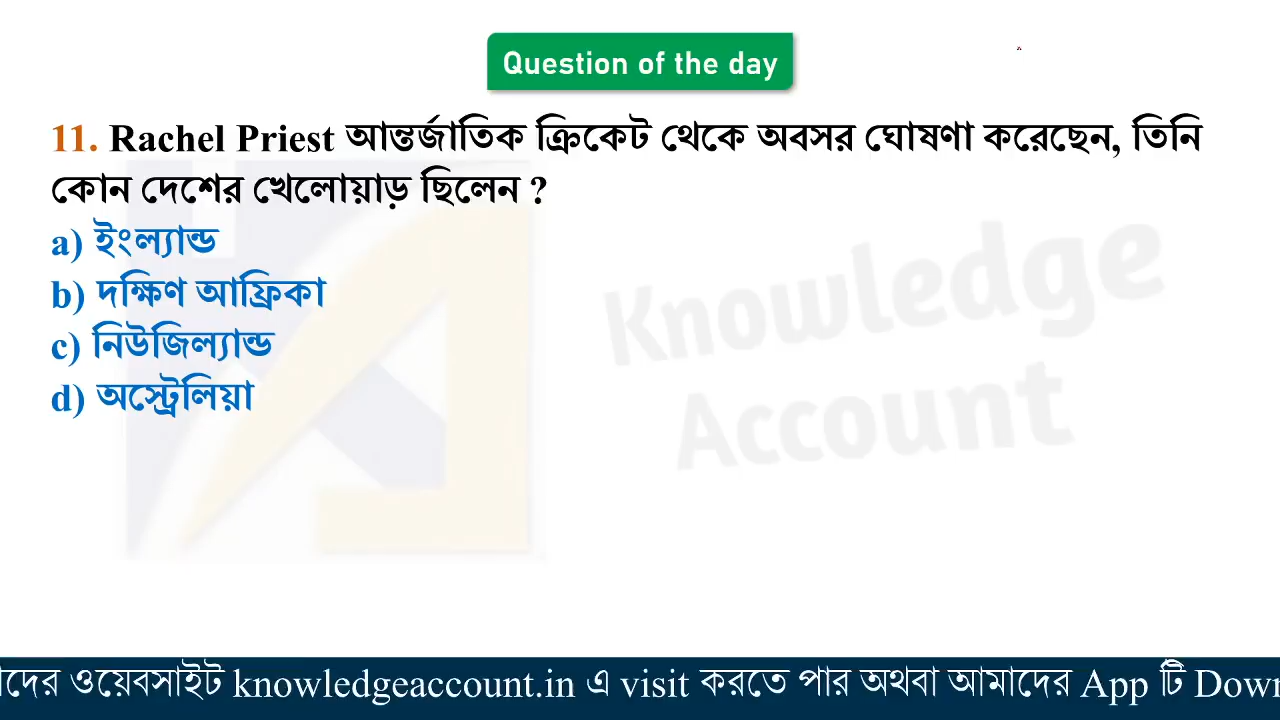 Question of the day
11. Rachel Priest আন্তর্জাতিক ক্রিকেট থেকে অবসর ঘোষণা করেছেন, তিনি
কোন দেশের খেলোয়াড় ছিলেন ?
a) ইংল্যান্ড
b) দক্ষিণ আফ্রিকা
c) নিউজিল্যান্ড
d) অস্ট্রেলিয়া
Knowledge
Account
ওয়েবসাইট knowledgeaccount.in এ visit করতে পার অথবা আমাদের App টি